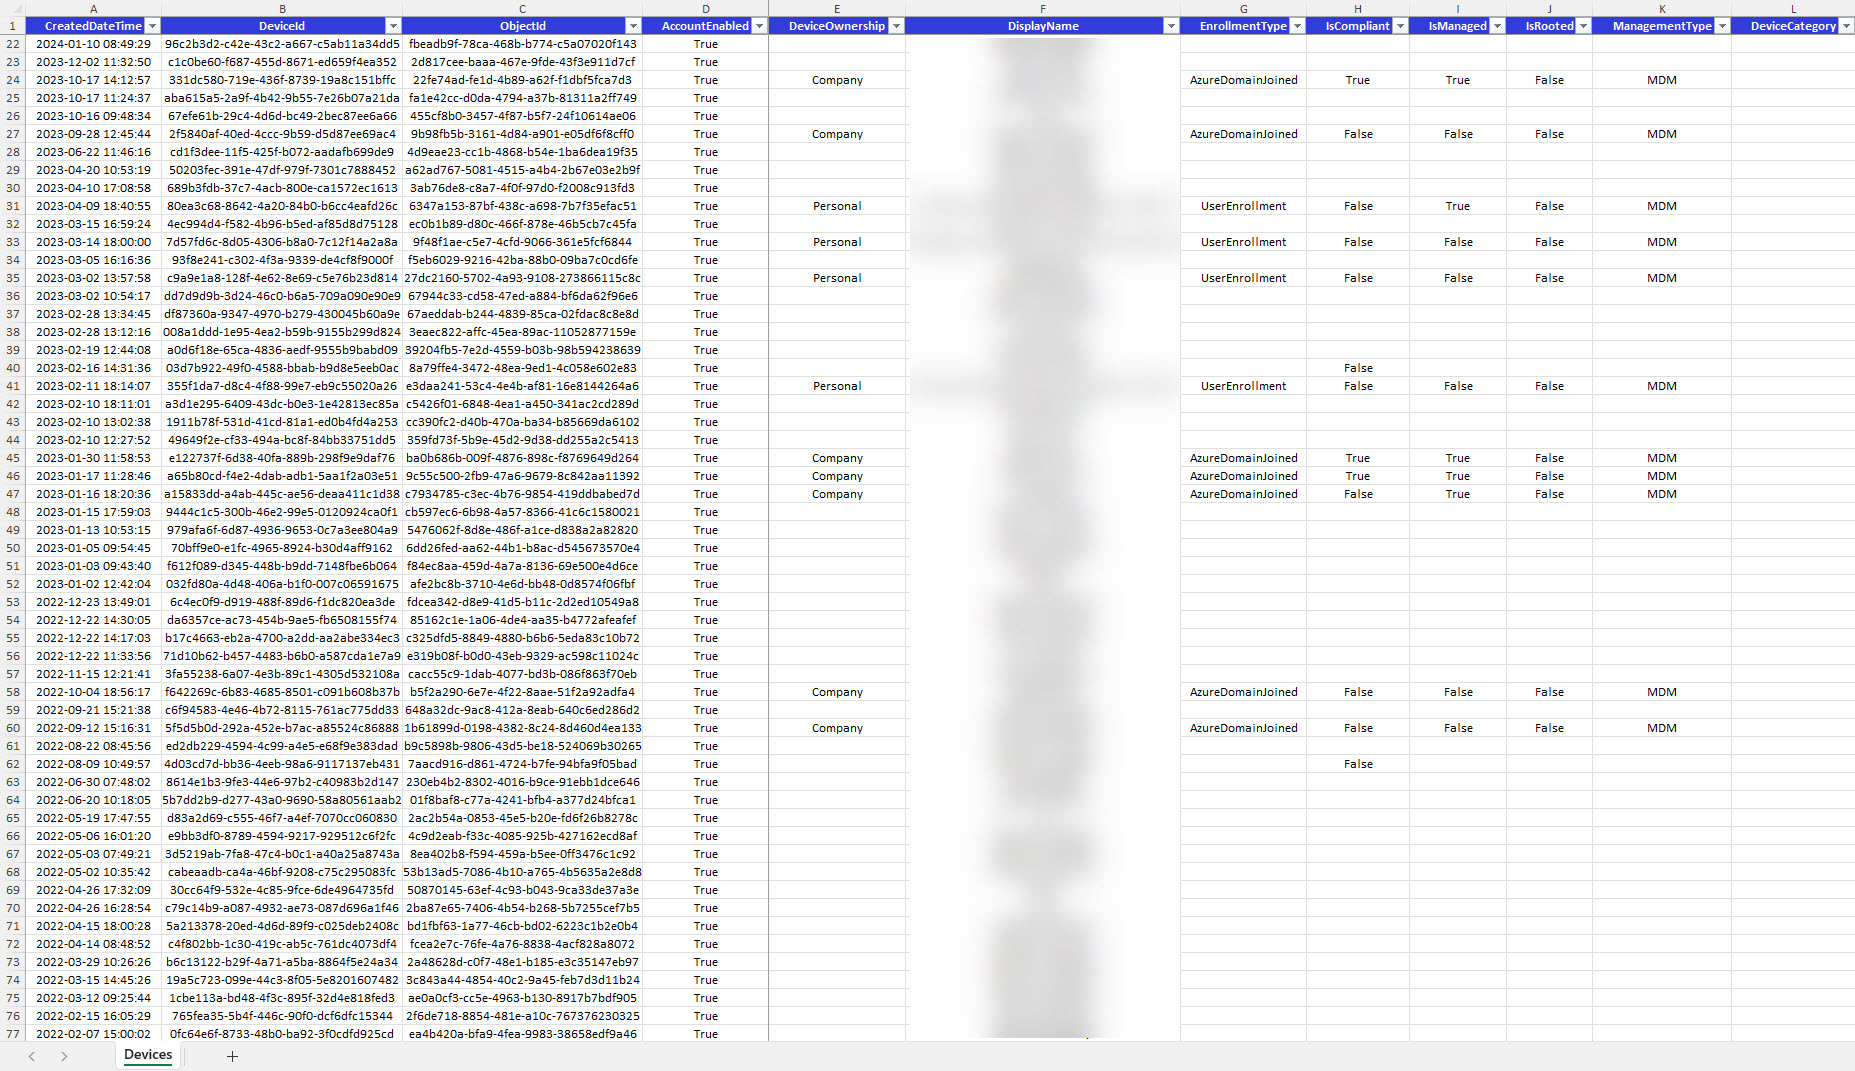 A B C D E F G H I J K L
1 CreatedDateTime DeviceId ObjectId AccountEnabled DeviceOwnership DisplayName EnrollmentType IsCompliant IsManaged IsRooted ManagementType DeviceCategory
22 2024-01-10 08:49:29 96c2b3d2-c42e-43c2-a667-c5ab11a34dd5 fbeadb9f-78ca-468b-b774-c5a07020f143 True
23 2023-12-02 11:32:50 c1c0be60-f687-455d-8671-ed659f4ea352 2d817cee-baaa-467e-9fde-43f3e911d7cf True
24 2023-10-17 14:12:57 331dc580-719e-436f-8739-19a8c151bffc 22fe74ad-fe1d-4b89-a62f-f1dbf5fca7d3 True Company AzureDomainJoined True True False MDM
25 2023-10-17 11:24:37 aba615a5-2a9f-4b42-9b55-7e26b07a21da fa1e42cc-d0da-4794-a37b-81311a2ff749 True
26 2023-10-16 09:48:34 67efe61b-29c4-4d6d-bc49-2bec87ee6a66 455cf8b0-3457-4f87-b5f7-24f10614ae06 True
27 2023-09-28 12:45:44 2f5840af-40ed-4ccc-9b59-d5d87ee69ac4 9b98fb5b-3161-4d84-a901-e05df6f8cff0 True Company AzureDomainJoined False False False MDM
28 2023-06-22 11:46:16 cd1f3dee-11f5-425f-b072-aadafb699de9 4d9eae23-cc1b-4868-b54e-1ba6dea19f35 True
29 2023-04-20 10:53:19 50203fec-391e-47df-979f-7301c7888452 a62ad767-5081-4515-a4b4-2b67e03e2b9f True
30 2023-04-10 17:08:58 689b3fdb-37c7-4acb-800e-ca1572ec1613 3ab76de8-c8a7-4f0f-97d0-f2008c913fd3 True
31 2023-04-09 18:40:55 80ea3c68-8642-4a20-84b0-b6cc4eafd26c 6347a153-87bf-438c-a698-7b7f35efac51 True Personal UserEnrollment False True False MDM
32 2023-03-15 16:59:24 4ec994d4-f582-4b96-b5ed-af85d8d75128 ec0b1b89-d80c-466f-878e-46b5cb7c45fa True
33 2023-03-14 18:00:00 7d57fd6c-8d05-4306-b8a0-7c12f14a2a8a 9f48f1ae-c5e7-4cfd-9066-361e5fcf6844 True Personal UserEnrollment False False False MDM
34 2023-03-05 16:16:36 93f8e241-c302-4f3a-9339-de4cf8f9000f f5eb6029-9216-42ba-88b0-09ba7c0cd6fe True
35 2023-03-02 13:57:58 c9a9e1a8-128f-4e62-8e69-c5e76b23d814 27dc2160-5702-4a93-9108-273866115c8c True Personal UserEnrollment False False False MDM
36 2023-03-02 10:54:17 dd7d9d9b-3d24-46c0-b6a5-709a090e90e9 67944c33-cd58-47ed-a884-bf6da62f96e6 True
37 2023-02-28 13:34:45 df87360a-9347-4970-b279-430045b60a9e 67aeddab-b244-4839-85ca-02fdac8c8e8d True
38 2023-02-28 13:12:16 008a1ddd-1e95-4ea2-b59b-9155b299d824 3eaec822-affc-45ea-89ac-11052877159e True
39 2023-02-19 12:44:08 a0d6f18e-65ca-4836-aedf-9555b9babd09 39204fb5-7e2d-4559-b03b-98b594238639 True
40 2023-02-16 14:31:36 03d7b922-49f0-4588-bbab-b9d8e5eeb0ac 8a79ffe4-3472-48ea-9ed1-4c058e602e83 True False
41 2023-02-11 18:14:07 355f1da7-d8c4-4f88-99e7-eb9c55020a26 e3daa241-53c4-4e4b-af81-16e8144264a6 True Personal UserEnrollment False False False MDM
42 2023-02-10 18:11:01 a3d1e295-6409-43dc-b0e3-1e42813ec85a c5426f01-6848-4ea1-a450-341ac2cd289d True
43 2023-02-10 13:02:38 1911b78f-531d-41cd-81a1-ed0b4fd4a253 cc390fc2-d40b-470a-ba34-b85669da6102 True
44 2023-02-10 12:27:52 49649f2e-cf33-494a-bc8f-84bb33751dd5 359fd73f-5b9e-45d2-9d38-dd255a2c5413 True
45 2023-01-30 11:58:53 e122737f-6d38-40fa-889b-298f9e9daf76 ba0b686b-009f-4876-898c-f8769649d264 True Company AzureDomainJoined True True False MDM
46 2023-01-17 11:28:46 a65b80cd-f4e2-4dab-adb1-5aa1f2a03e51 9c55c500-2fb9-47a6-9679-8c842aa11392 True Company AzureDomainJoined True True False MDM
47 2023-01-16 18:20:36 a15833dd-a4ab-445c-ae56-deaa411c1d38 c7934785-c3ec-4b76-9854-419ddbabed7d True Company AzureDomainJoined False True False MDM
48 2023-01-15 17:59:03 9444c1c5-300b-46e2-99e5-0120924ca0f1 cb597ec6-6b98-4a57-8366-41c6c1580021 True
49 2023-01-13 10:53:15 979afa6f-6d87-4936-9653-0c7a3ee804a9 5476062f-8d8e-486f-a1ce-d838a2a82820 True
50 2023-01-05 09:54:45 70bff9e0-e1fc-4965-8924-b30d4aff9162 6dd26fed-aa62-44b1-b8ac-d545673570e4 True
51 2023-01-03 09:43:40 f612f089-d345-448b-b9dd-7148fbe6b064 f84ec8aa-459d-4a7a-8136-69e500e4d6ce True
52 2023-01-02 12:42:04 032fd80a-4d48-406a-b1f0-007c06591675 afe2bc8b-3710-4e6d-bb48-0d8574f06fbf True
53 2022-12-23 13:49:01 6c4ec0f9-d919-488f-89d6-f1dc820ea3de fdcea342-d8e9-41d5-b11c-2d2ed10549a8 True
54 2022-12-22 14:30:05 da6357ce-ac73-454b-9ae5-fb6508155f74 85162c1e-1a06-4de4-aa35-b4772afeafef True
55 2022-12-22 14:17:03 b17c4663-eb2a-4700-a2dd-aa2abe334ec3 c325dfd5-8849-4880-b6b6-5eda83c10b72 True
56 2022-12-22 11:33:56 71d10b62-b457-4483-b6b0-a587cda1e7a9 e319b08f-b0d0-43eb-9329-ac598c11024c True
57 2022-11-15 12:21:41 3fa55238-6a07-4e3b-89c1-4305d532108a cacc55c9-1dab-4077-bd3b-086f863f70eb True
58 2022-10-04 18:56:17 f642269c-6b83-4685-8501-c091b608b37b b5f2a290-6e7e-4f22-8aae-51f2a92adfa4 True Company AzureDomainJoined False False False MDM
59 2022-09-21 15:21:38 c6f94583-4e46-4b72-8115-761ac775dd33 648a32dc-9ac8-412a-8eab-640c6ed286d2 True
60 2022-09-12 15:16:31 5f5d5b0d-292a-452e-b7ac-a85524c86888 1b61899d-0198-4382-8c24-8d460d4ea133 True Company AzureDomainJoined False False False MDM
61 2022-08-22 08:45:56 ed2db229-4594-4c99-a4e5-e68f9e383dad b9c5898b-9806-43d5-be18-524069b30265 True
62 2022-08-09 10:49:57 4d03cd7d-bb36-4eeb-98a6-9117137eb431 7aacd916-d861-4724-b7fe-94bfa9f05bad True False
63 2022-06-30 07:48:02 8614e1b3-9fe3-44e6-97b2-c40983b2d147 230eb4b2-8302-4016-b9ce-91ebb1dce646 True
64 2022-06-20 10:18:05 5b7dd2b9-d277-43a0-9690-58a80561aab2 01f8baf8-c77a-4241-bfb4-a377d24bfca1 True
65 2022-05-19 17:47:55 d83a2d69-c555-46f7-a4ef-7070cc060830 2ac2b54a-0853-45e5-b20e-fd6f26b8278c True
66 2022-05-06 16:01:20 e9bb3df0-8789-4594-9217-929512c6f2fc 4c9d2eab-f33c-4085-925b-427162ecd8af True
67 2022-05-03 07:49:21 3d5219ab-7fa8-47c4-b0c1-a40a25a8743a 8ea402b8-f594-459a-b5ee-0ff3476c1c92 True
68 2022-05-02 10:35:42 cabeaadb-ca4a-46bf-9208-c75c295083fc 53b13ad5-7086-4b10-a765-4b5635a2e8d8 True
69 2022-04-26 17:32:09 30cc64f9-532e-4c85-9fce-6de4964735fd 50870145-63ef-4c93-b043-9ca33de37a3e True
70 2022-04-26 16:28:54 c79c14b9-a087-4932-ae73-087d696a1f46 2ba87e65-7406-4b54-b268-5b7255cef7b5 True
71 2022-04-15 18:00:28 5a213378-20ed-4d6d-89f9-c025deb2408c bd1fbf63-1a77-46cb-bd02-6223c1b2e0b4 True
72 2022-04-14 08:48:52 c4f802bb-1c30-419c-ab5c-761dc4073df4 fcea2e7c-76fe-4a76-8838-4acf828a8072 True
73 2022-03-29 10:26:26 b6c13122-b29f-4a71-a5ba-8864f5e24a34 2a48628d-c0f7-48e1-b185-e3c35147eb97 True
74 2022-03-15 14:45:26 19a5c723-099e-44c3-8f05-5e8201607482 3c843a44-4854-40c2-9a45-feb7d3d11b24 True
75 2022-03-12 09:25:44 1cbe113a-bd48-4f3c-895f-32d4e818fed3 ae0a0cf3-cc5e-4963-b130-8917b7bdf905 True
76 2022-02-15 16:05:29 765fea35-5b4f-446c-90f0-dcf6dfc15344 2f6de718-8854-481e-a10c-767376230325 True
77 2022-02-07 15:00:02 0fc64e6f-8733-48b0-ba92-3f0cdfd925cd ea4b420a-bfa9-4fea-9983-38658edf9a46 True
Devices